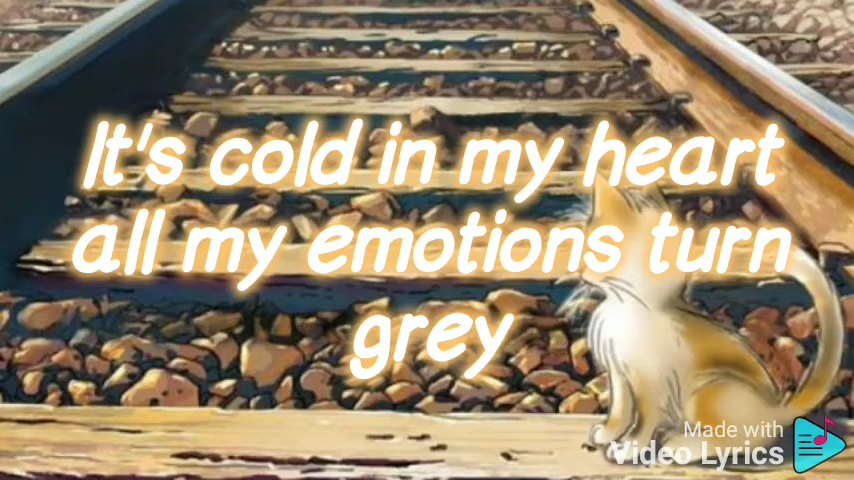 It's cold in my heart
all my emotions turn
grey
Made with
Video Lyrics